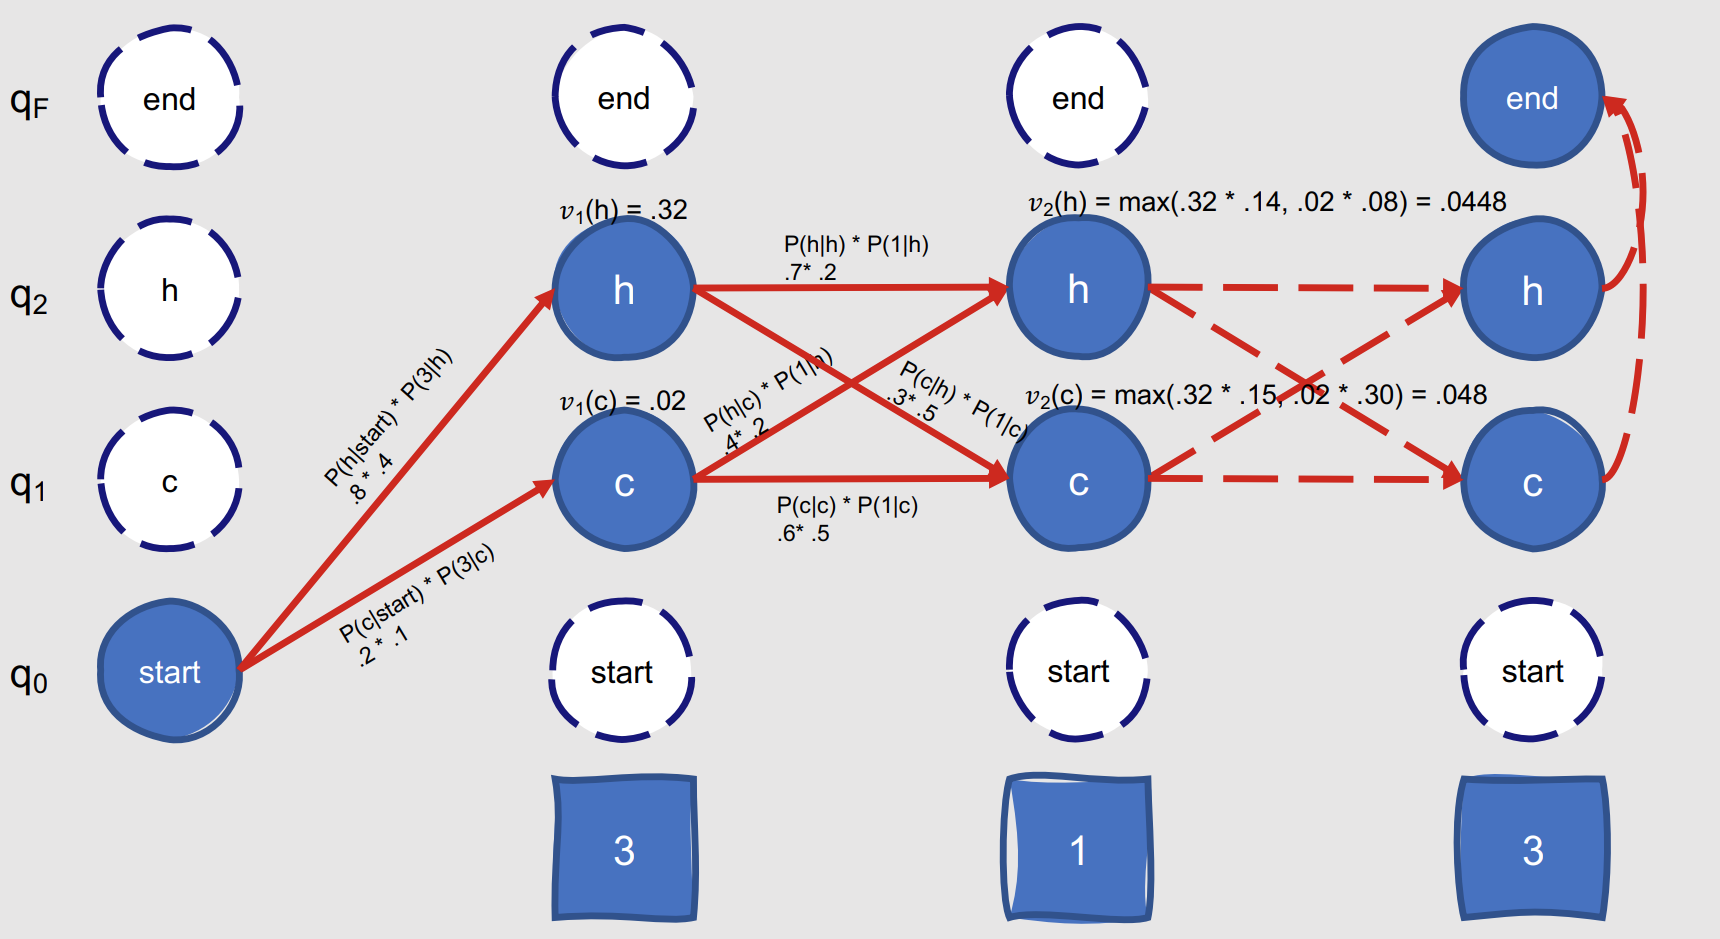 qF
end
end
end
end
𝑣1(h) = .32
𝑣2(h) = max(.32 * .14, .02 * .08) = .0448
P(h|h) * P(1|h)
.7* .2
q2
h
h
h
h
P(h|start) * P(3|h)
.8* .4
P(h|c) * P(1|h)
.4* .2
P(c|h) * P(1|c)
.3* .5
𝑣1(c) = .02
𝑣2(c) = max(.32 * .15, .02 * .30) = .048
q1
c
c
c
c
P(c|c) * P(1|c)
.6* .5
P(c|start) * P(3|c)
.2* .1
q0
start
start
start
start
3
1
3